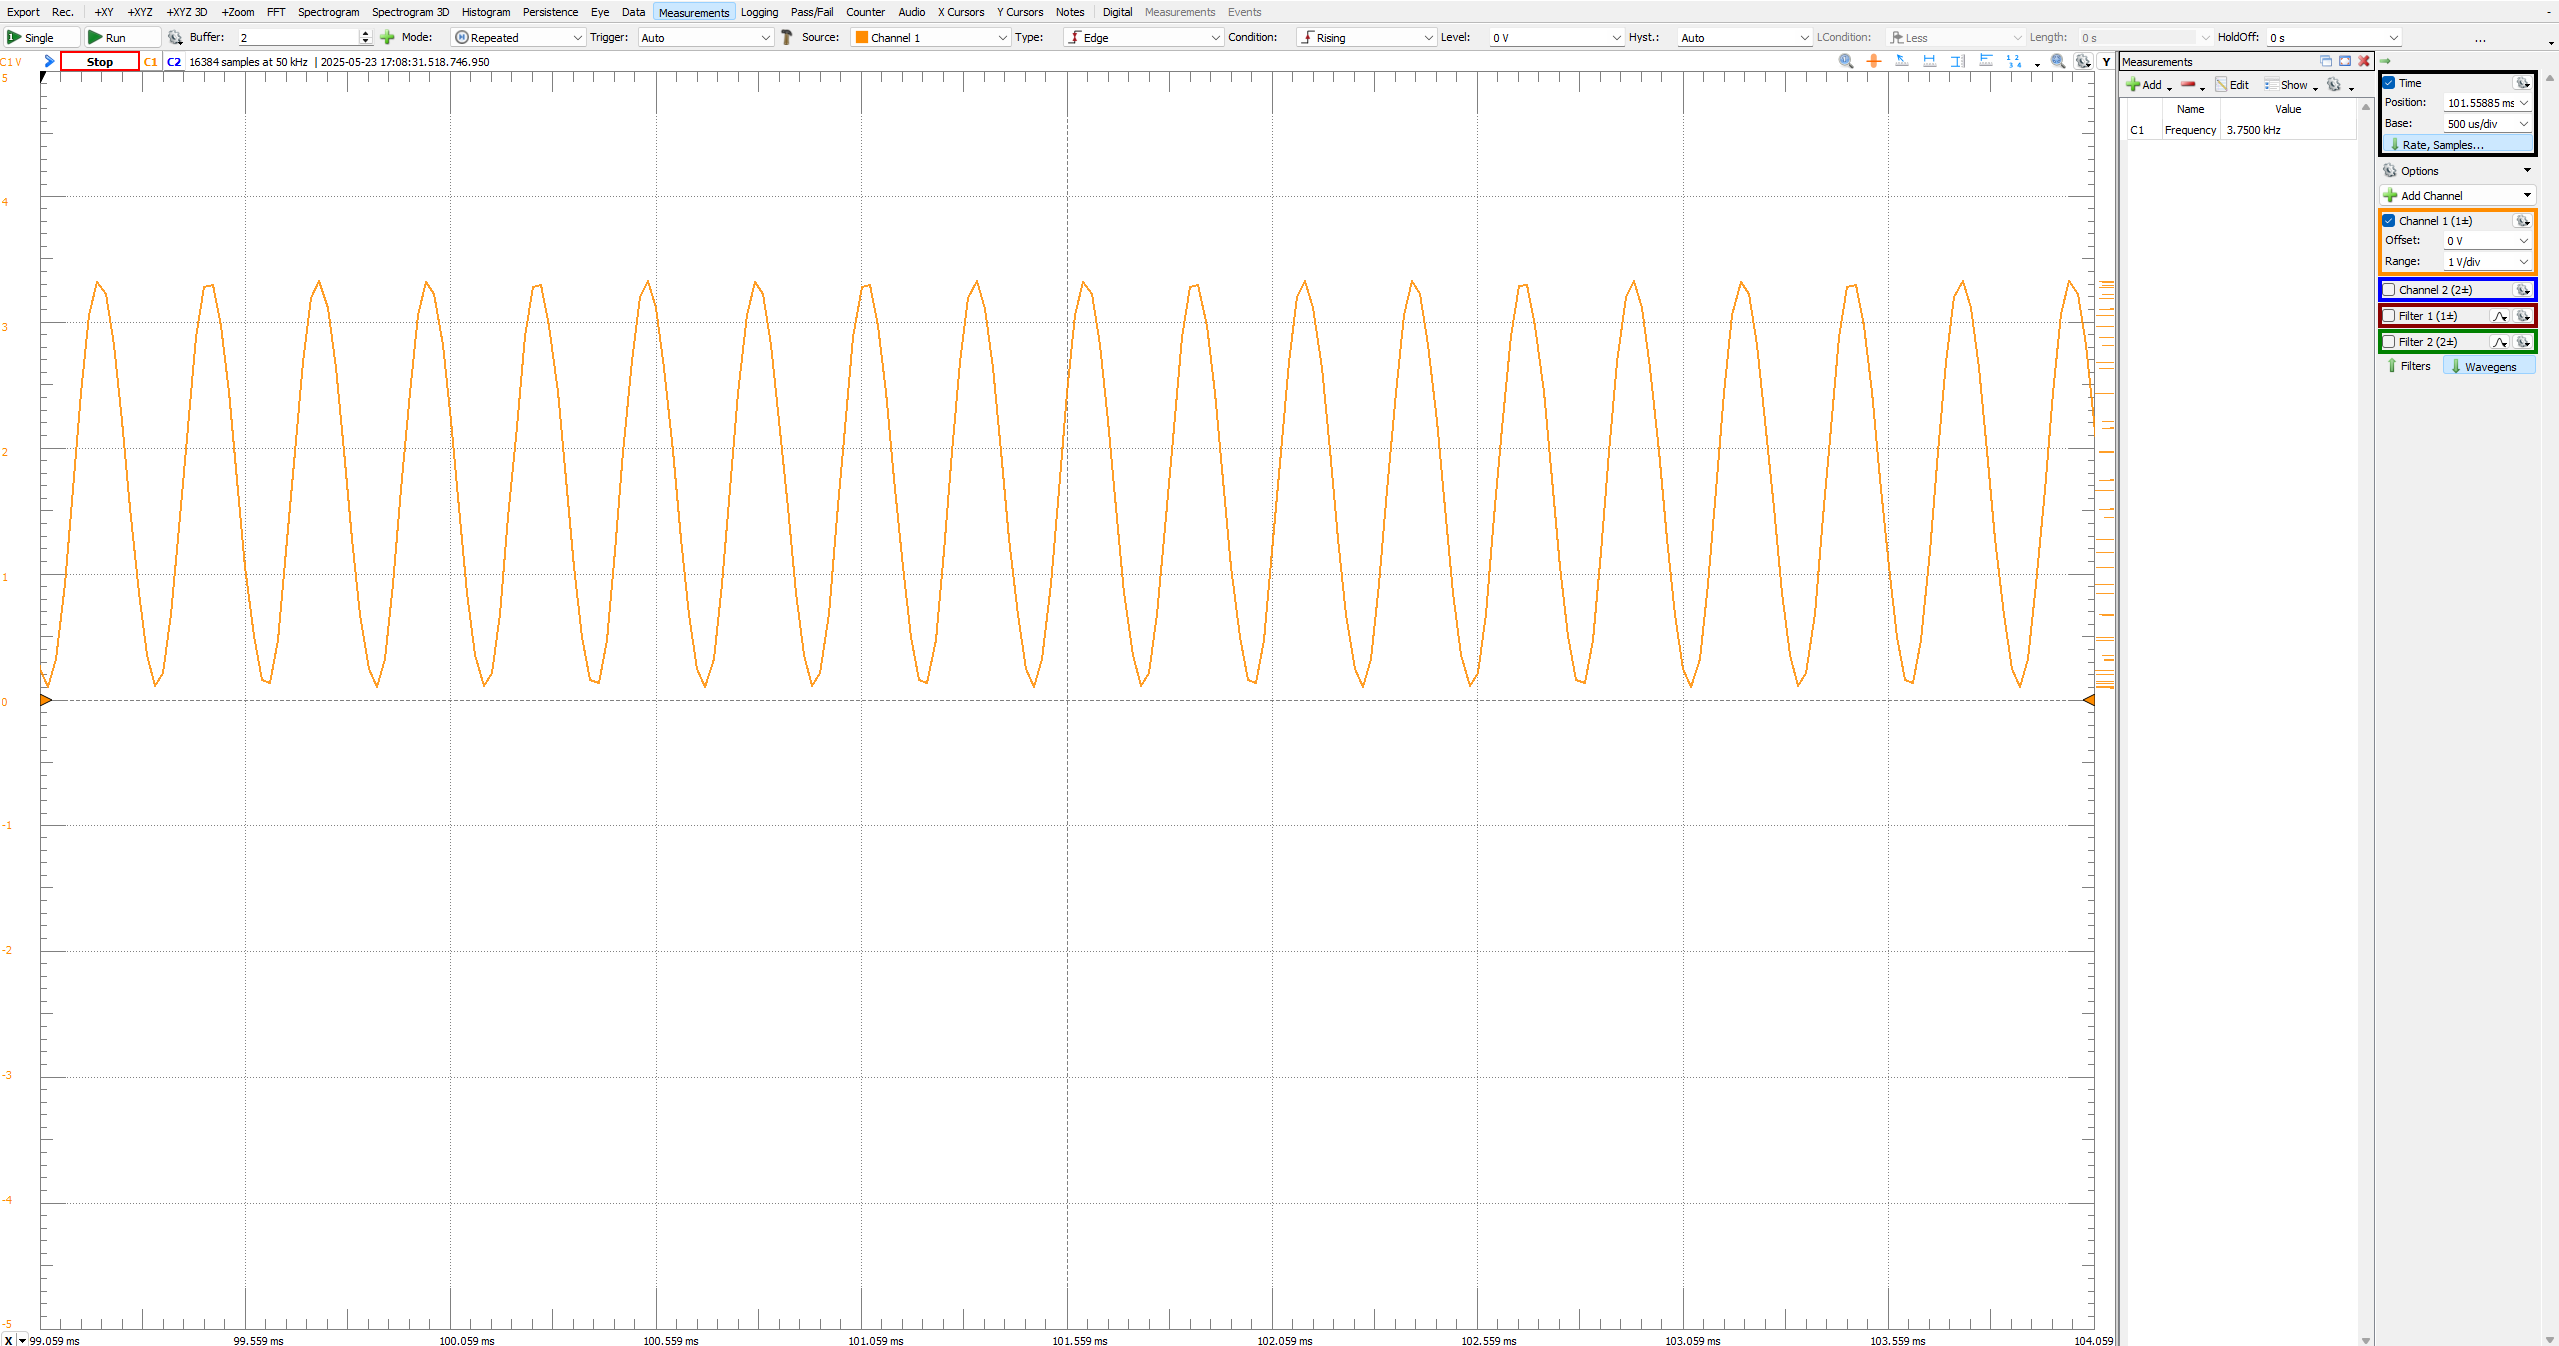 Export Rec. +XY +XYZ +XYZ 3D +Zoom FFT Spectrogram Spectrogram 3D Histogram Persistence Eye Data Measurements Logging Pass/Fail Counter Audio X Cursors Y Cursors Notes Digital Measurements Events
Single Run Buffer: 2 Mode: Repeated Trigger: Auto Source: Channel 1 Type: Edge Condition: Rising Level: 0 V Hyst.: Auto LCondition: Less Length: 0 s HoldOff: 0 s ...
C1 V Stop C1 C2 16384 samples at 50 kHz | 2025-05-23 17:08:31.518.746.950 Y
5
4
3
2
1
0
-1
-2
-3
-4
-5
X 99.059 ms 99.559 ms 100.059 ms 100.559 ms 101.059 ms 101.559 ms 102.059 ms 102.559 ms 103.059 ms 103.559 ms 104.059
Measurements
Add Edit Show
Name Value
C1 Frequency 3.7500 kHz
Time
Position: 101.55885 ms
Base: 500 us/div
Rate, Samples...
Options
Add Channel
Channel 1 (1±)
Offset: 0 V
Range: 1 V/div
Channel 2 (2±)
Filter 1 (1±)
Filter 2 (2±)
Filters Wavegens